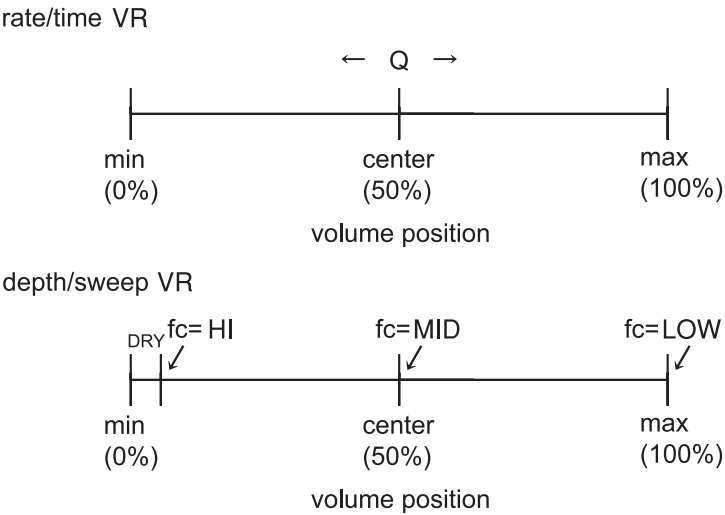 rate/time VR
← Q →
min center max
(0%) (50%) (100%)
volume position
depth/sweep VR
DRY fc= HI fc=MID fc=LOW
min center max
(0%) (50%) (100%)
volume position